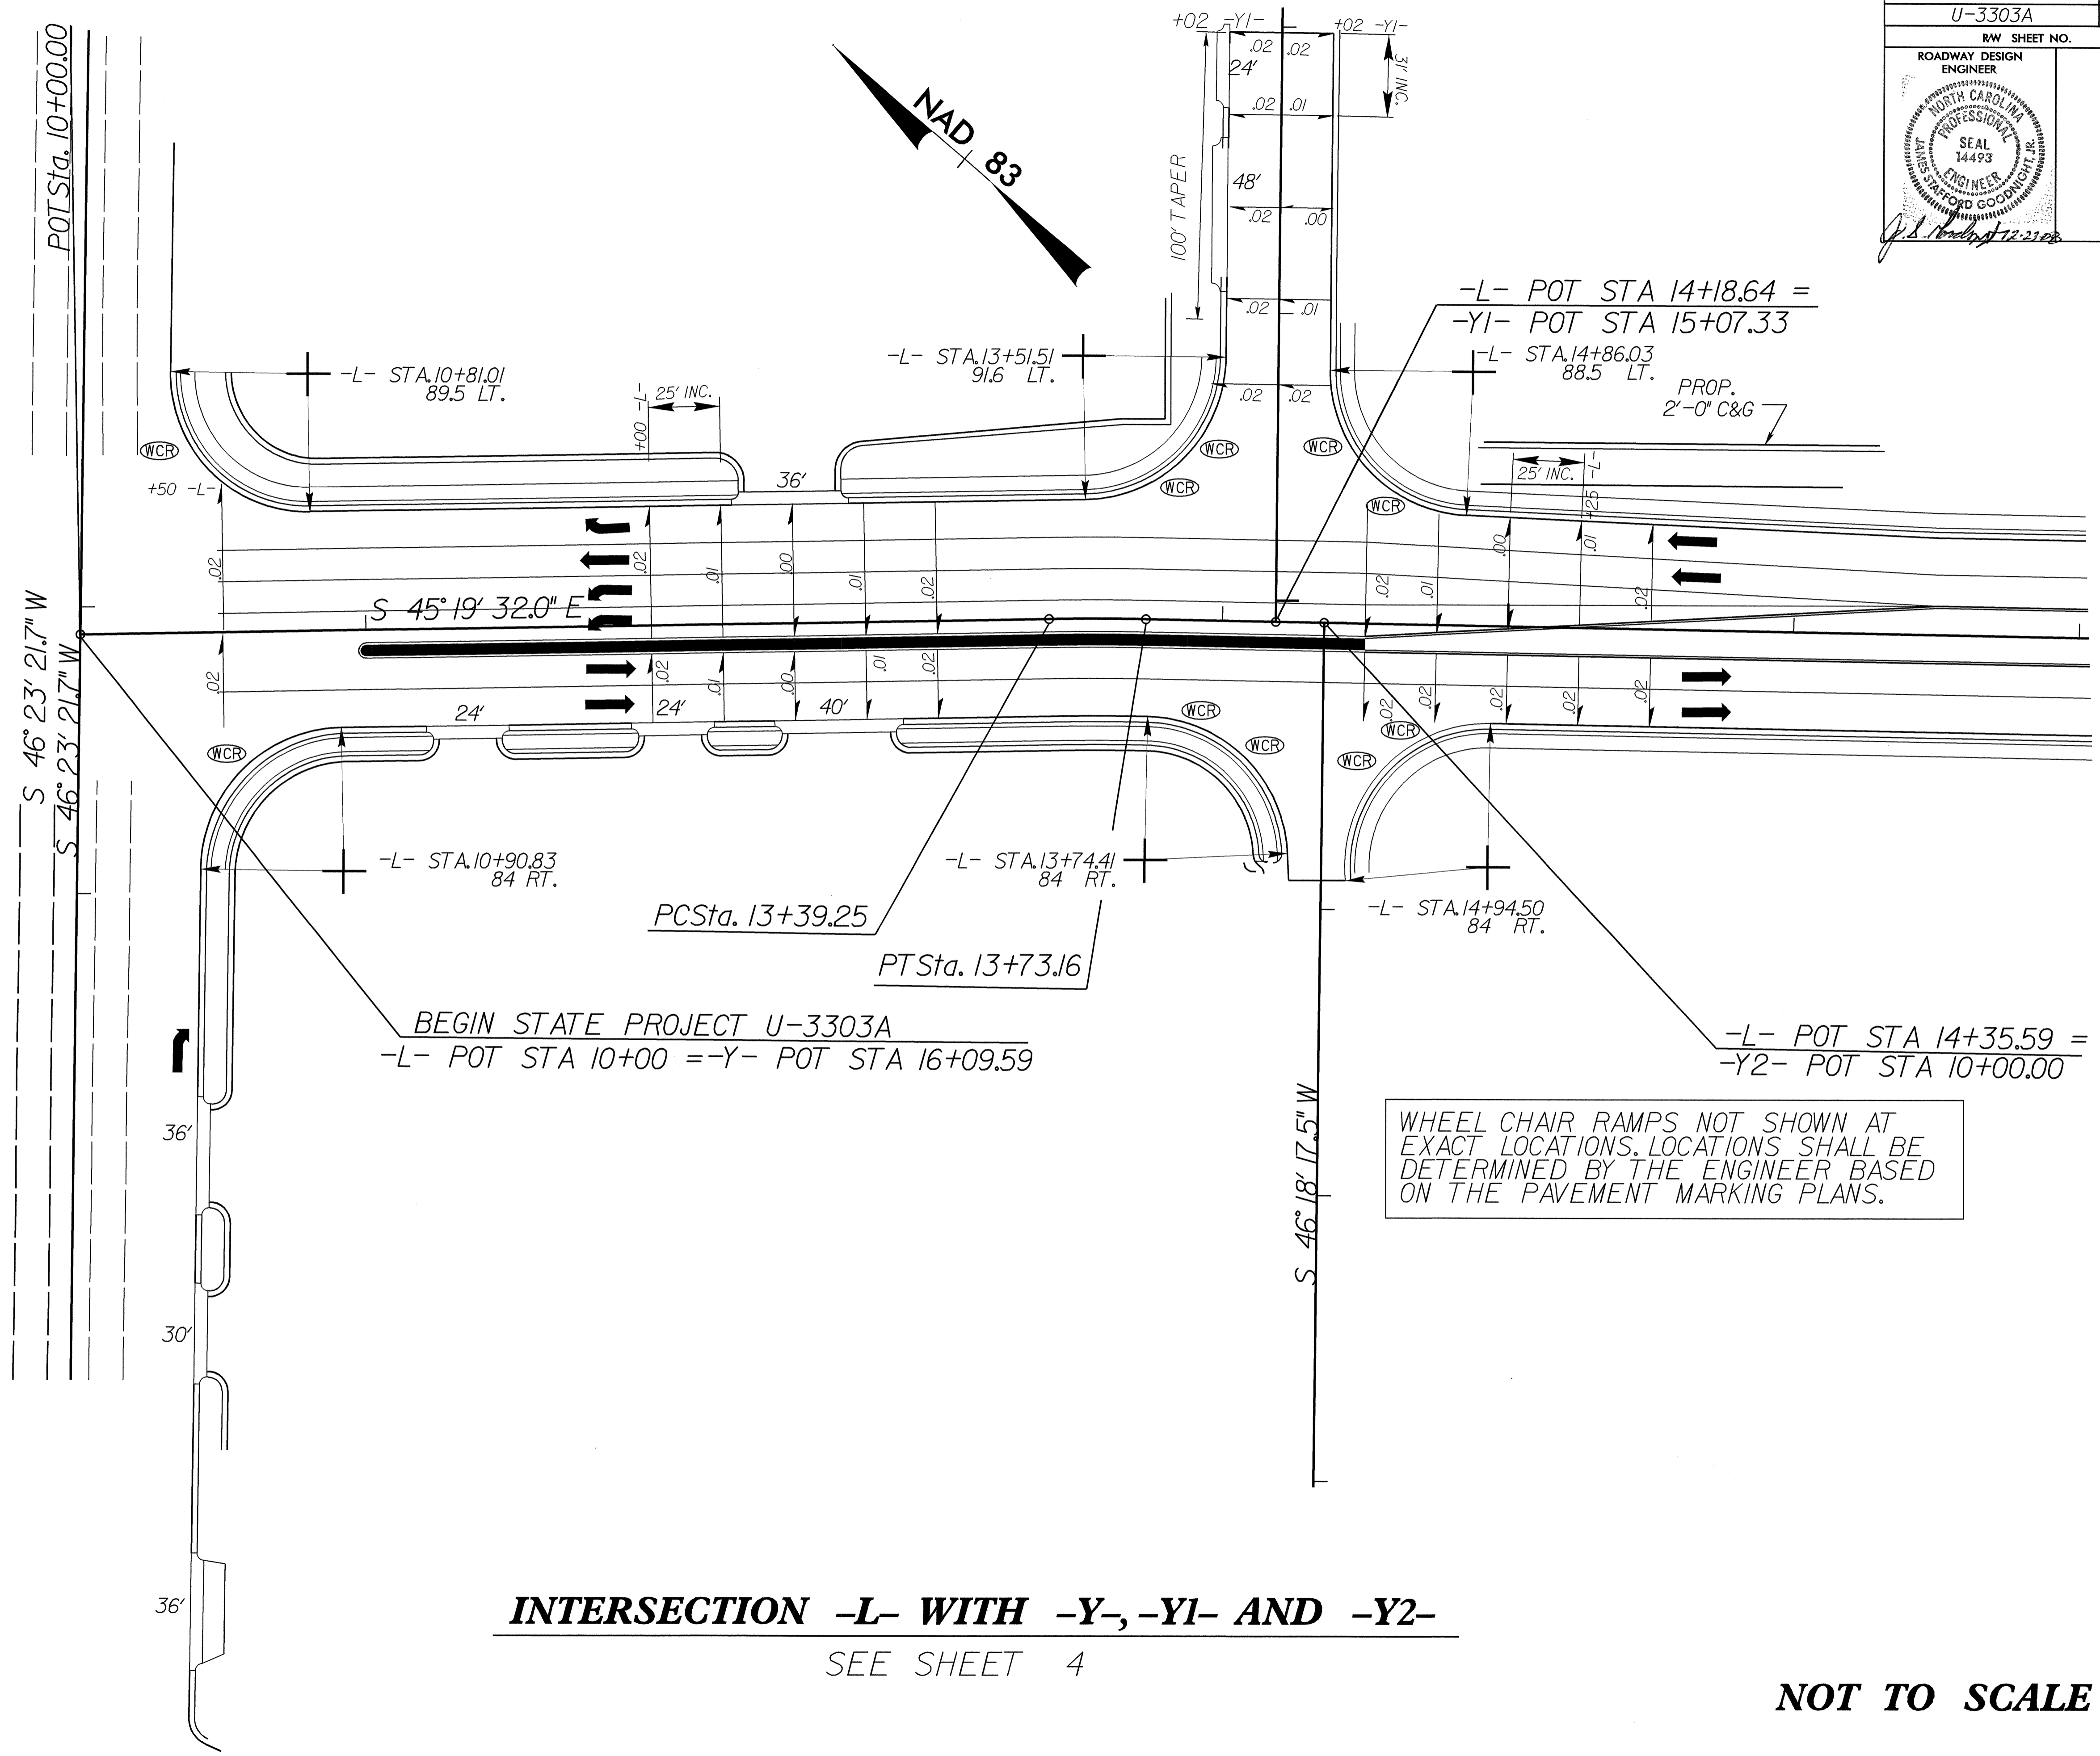 U-3303A
R/W SHEET NO.
ROADWAY DESIGN
ENGINEER
NORTH CAROLINA
PROFESSIONAL
SEAL
14493
ENGINEER
JAMES STAFFORD GOODNIGHT, JR.
POTSta. 10+00.00
NAD 83
+02 -Y1-
+02 -Y1-
.02 .02
24'
31' INC.
.02 .01
100' TAPER
48'
.02 .00
.02 .01
.02 .02
-L- POT STA 14+18.64 =
-Y1- POT STA 15+07.33
-L- STA.10+81.01
89.5 LT.
-L- STA.13+51.51
91.6 LT.
-L- STA.14+86.03
88.5 LT.
PROP.
2'-0" C&G
+00 -L-
25' INC.
25' INC.
+25 -L-
WCR
WCR
WCR
WCR
WCR
+50 -L-
36'
.02
.02
.01
.00
.01
.02
.02
.01
.00
.01
.02
S 45° 19' 32.0" E
S 46° 23' 21.7" W
S 46° 23' 21.7" W
.02
.02
.01
.00
.01
.02
.02
.02
.02
.02
.02
24'
24'
40'
WCR
WCR
WCR
WCR
WCR
-L- STA.10+90.83
84 RT.
-L- STA.13+74.41
84 RT.
-L- STA.14+94.50
84 RT.
PCSta. 13+39.25
PTSta. 13+73.16
BEGIN STATE PROJECT U-3303A
-L- POT STA 10+00 =-Y- POT STA 16+09.59
-L- POT STA 14+35.59 =
-Y2- POT STA 10+00.00
S 46° 18' 17.5" W
WHEEL CHAIR RAMPS NOT SHOWN AT
EXACT LOCATIONS. LOCATIONS SHALL BE
DETERMINED BY THE ENGINEER BASED
ON THE PAVEMENT MARKING PLANS.
36'
30'
36'
INTERSECTION -L- WITH -Y-, -Y1- AND -Y2-
SEE SHEET 4
NOT TO SCALE